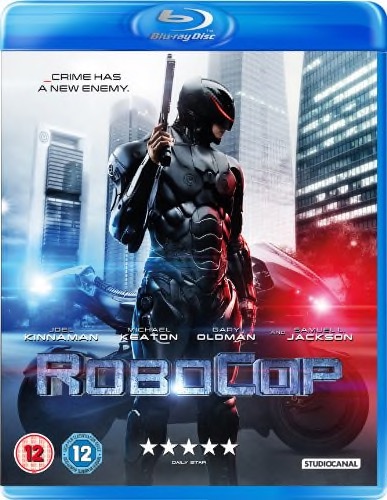 Blu-ray Disc
_CRIME HAS
A NEW ENEMY.
JOEL
KINNAMAN
MICHAEL
KEATON
GARY
OLDMAN
AND
SAMUEL L
JACKSON
ROBOCOP
12
12
DAILY STAR
STUDIOCANAL